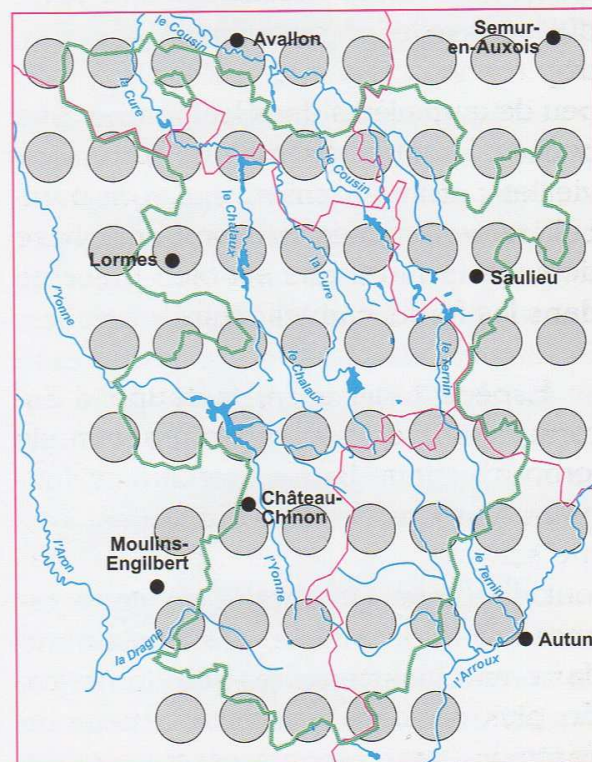 le Cousin
Avallon
Semur-
en-Auxois
la Cure
le Cousin
le Chalaux
Lormes
la Cure
Saulieu
l'Yonne
le Chalaux
le Ternin
Château-
Chinon
Moulins-
Engilbert
l'Aron
l'Yonne
le Ternin
la Dragne
Autun
l'Arroux